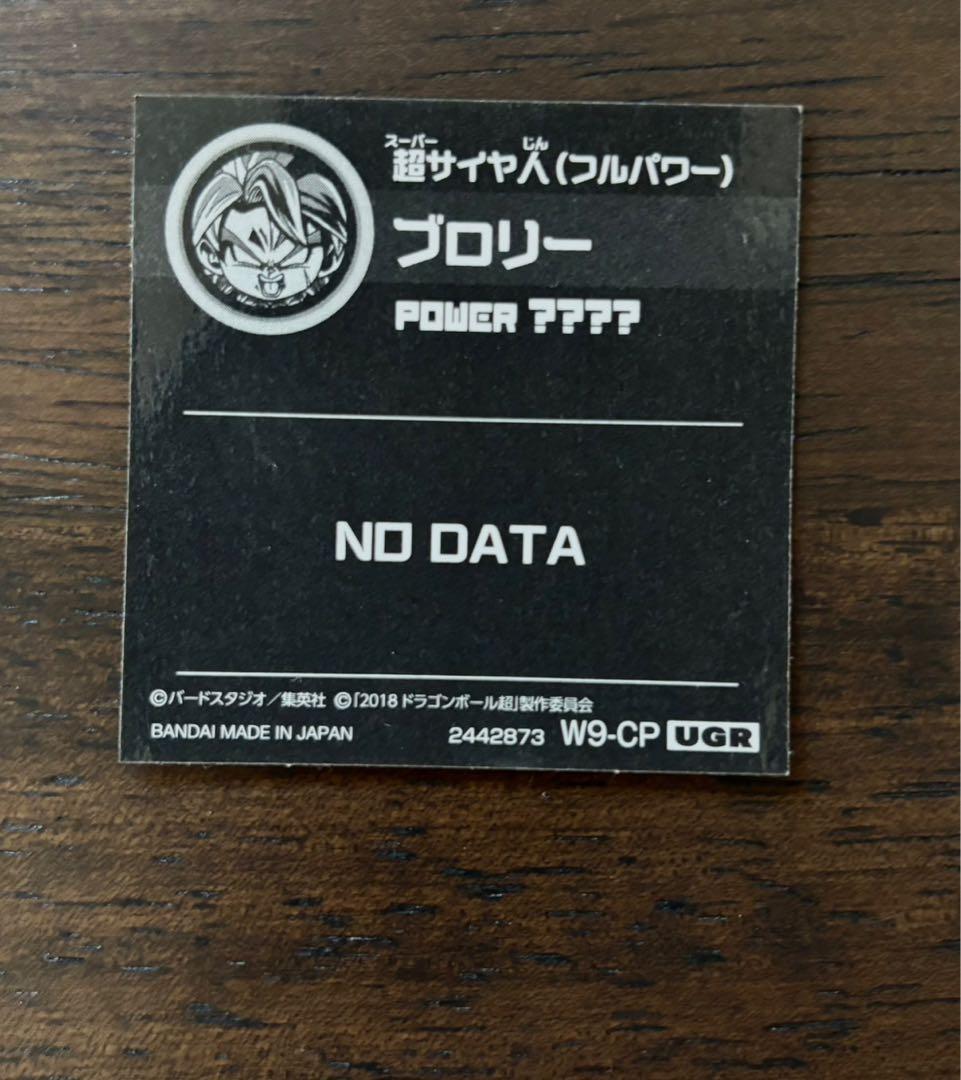 スーパー じん
超サイヤ人(フルパワー)
ブロリー
POWER ????
NO DATA
©バードスタジオ/集英社 ©「2018 ドラゴンボール超」製作委員会
BANDAI MADE IN JAPAN 2442873 W9-CP UGR